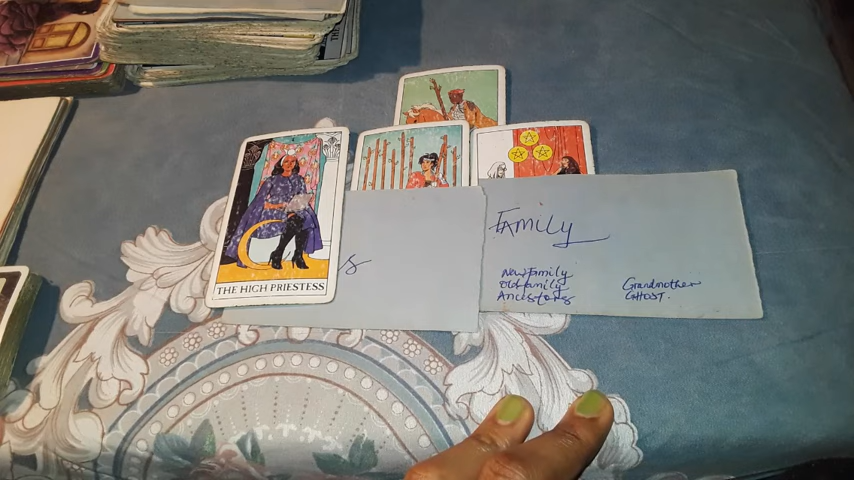 THE HIGH PRIESTESS
s
Family
New family
Old family
Ancestors
Grandmother
GHOST.